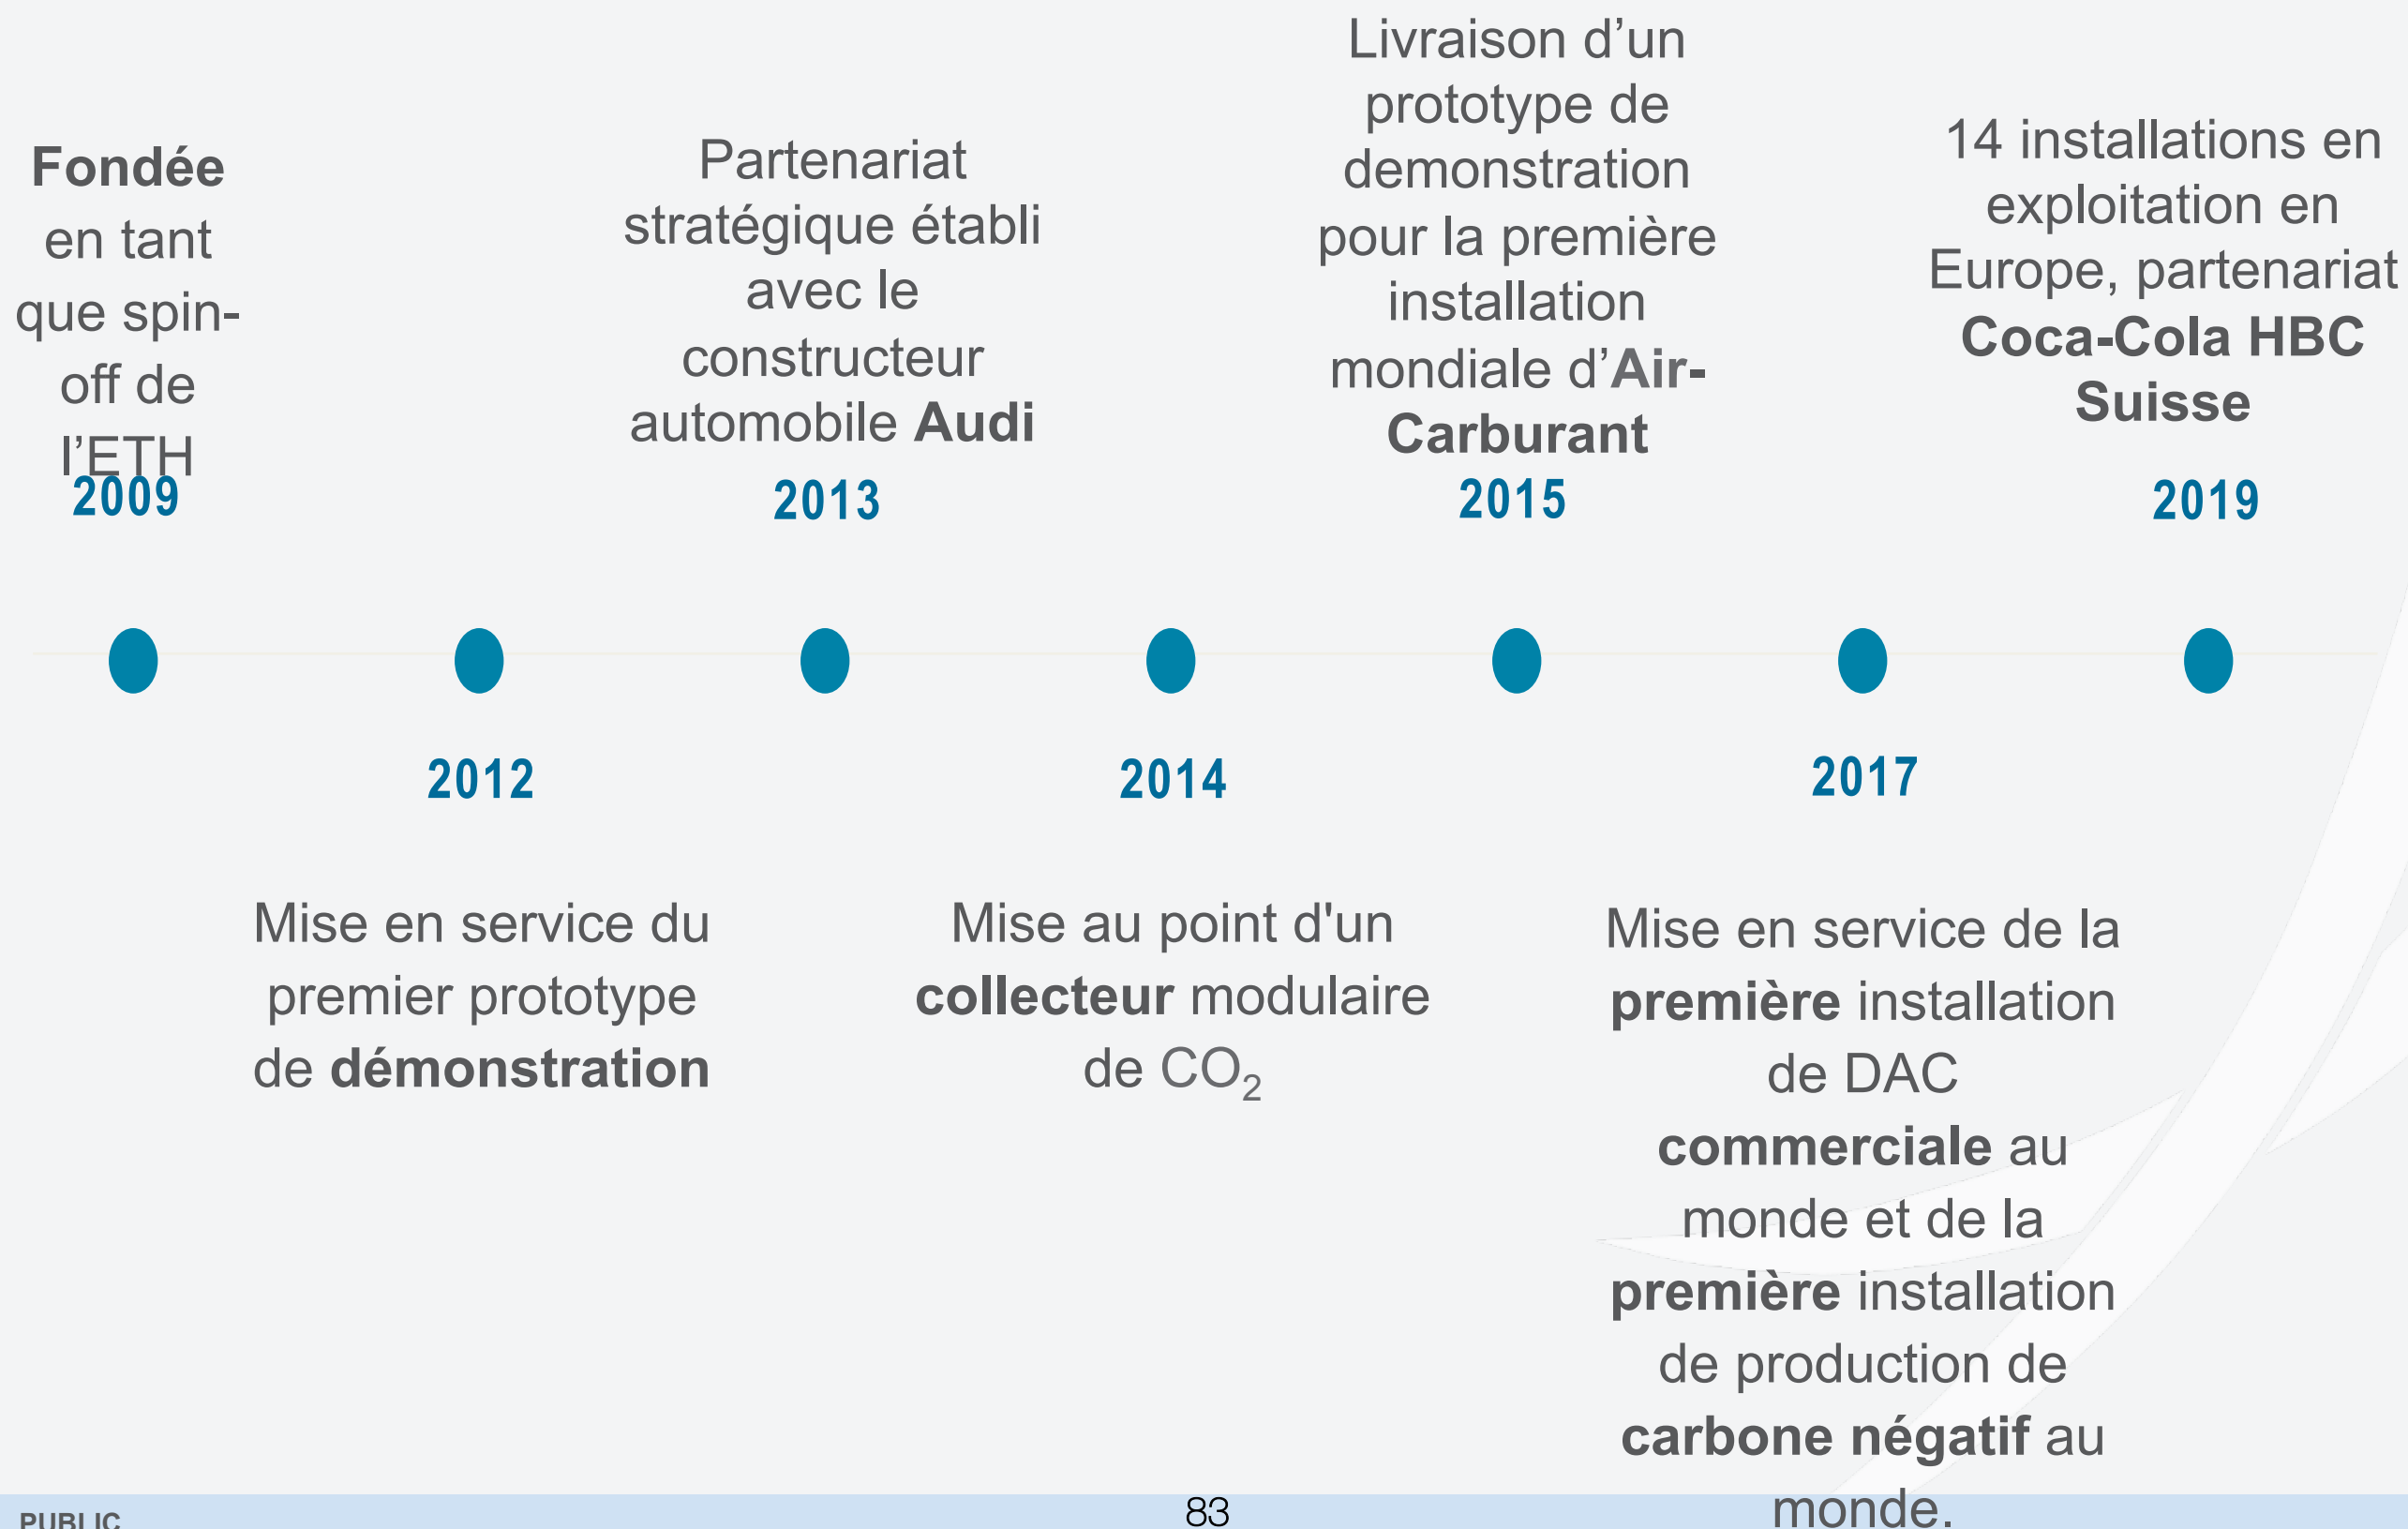 Fondée
en tant
que spin-
off de
l’ETH
2009
Mise en service du
premier prototype
de démonstration
2012
Partenariat
stratégique établi
avec le
constructeur
automobile Audi
2013
2014
Mise au point d'un
collecteur modulaire
de CO₂
Livraison d’un
prototype de
demonstration
pour la première
installation
mondiale d’Air-
Carburant
2015
2017
Mise en service de la
première installation
de DAC
commerciale au
monde et de la
première installation
de production de
carbone négatif au
monde.
14 installations en
exploitation en
Europe, partenariat
Coca-Cola HBC
Suisse
2019
PUBLIC
83